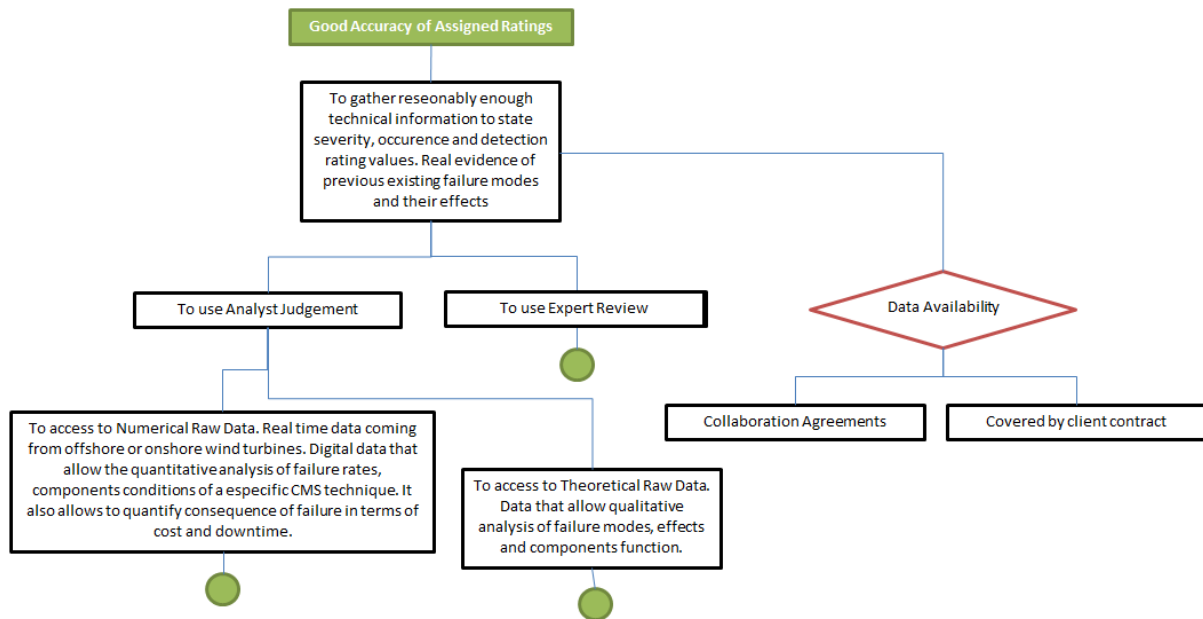 Good Accuracy of Assigned Ratings
To gather reseonably enough
technical information to state
severity, occurence and detection
rating values. Real evidence of
previous existing failure modes
and their effects
To use Analyst Judgement
To use Expert Review
Data Availability
To access to Numerical Raw Data. Real time data coming
from offshore or onshore wind turbines. Digital data that
allow the quantitative analysis of failure rates,
components conditions of a especific CMS technique. It
also allows to quantify consequence of failure in terms of
cost and downtime.
To access to Theoretical Raw Data.
Data that allow qualitative
analysis of failure modes, effects
and components function.
Collaboration Agreements
Covered by client contract